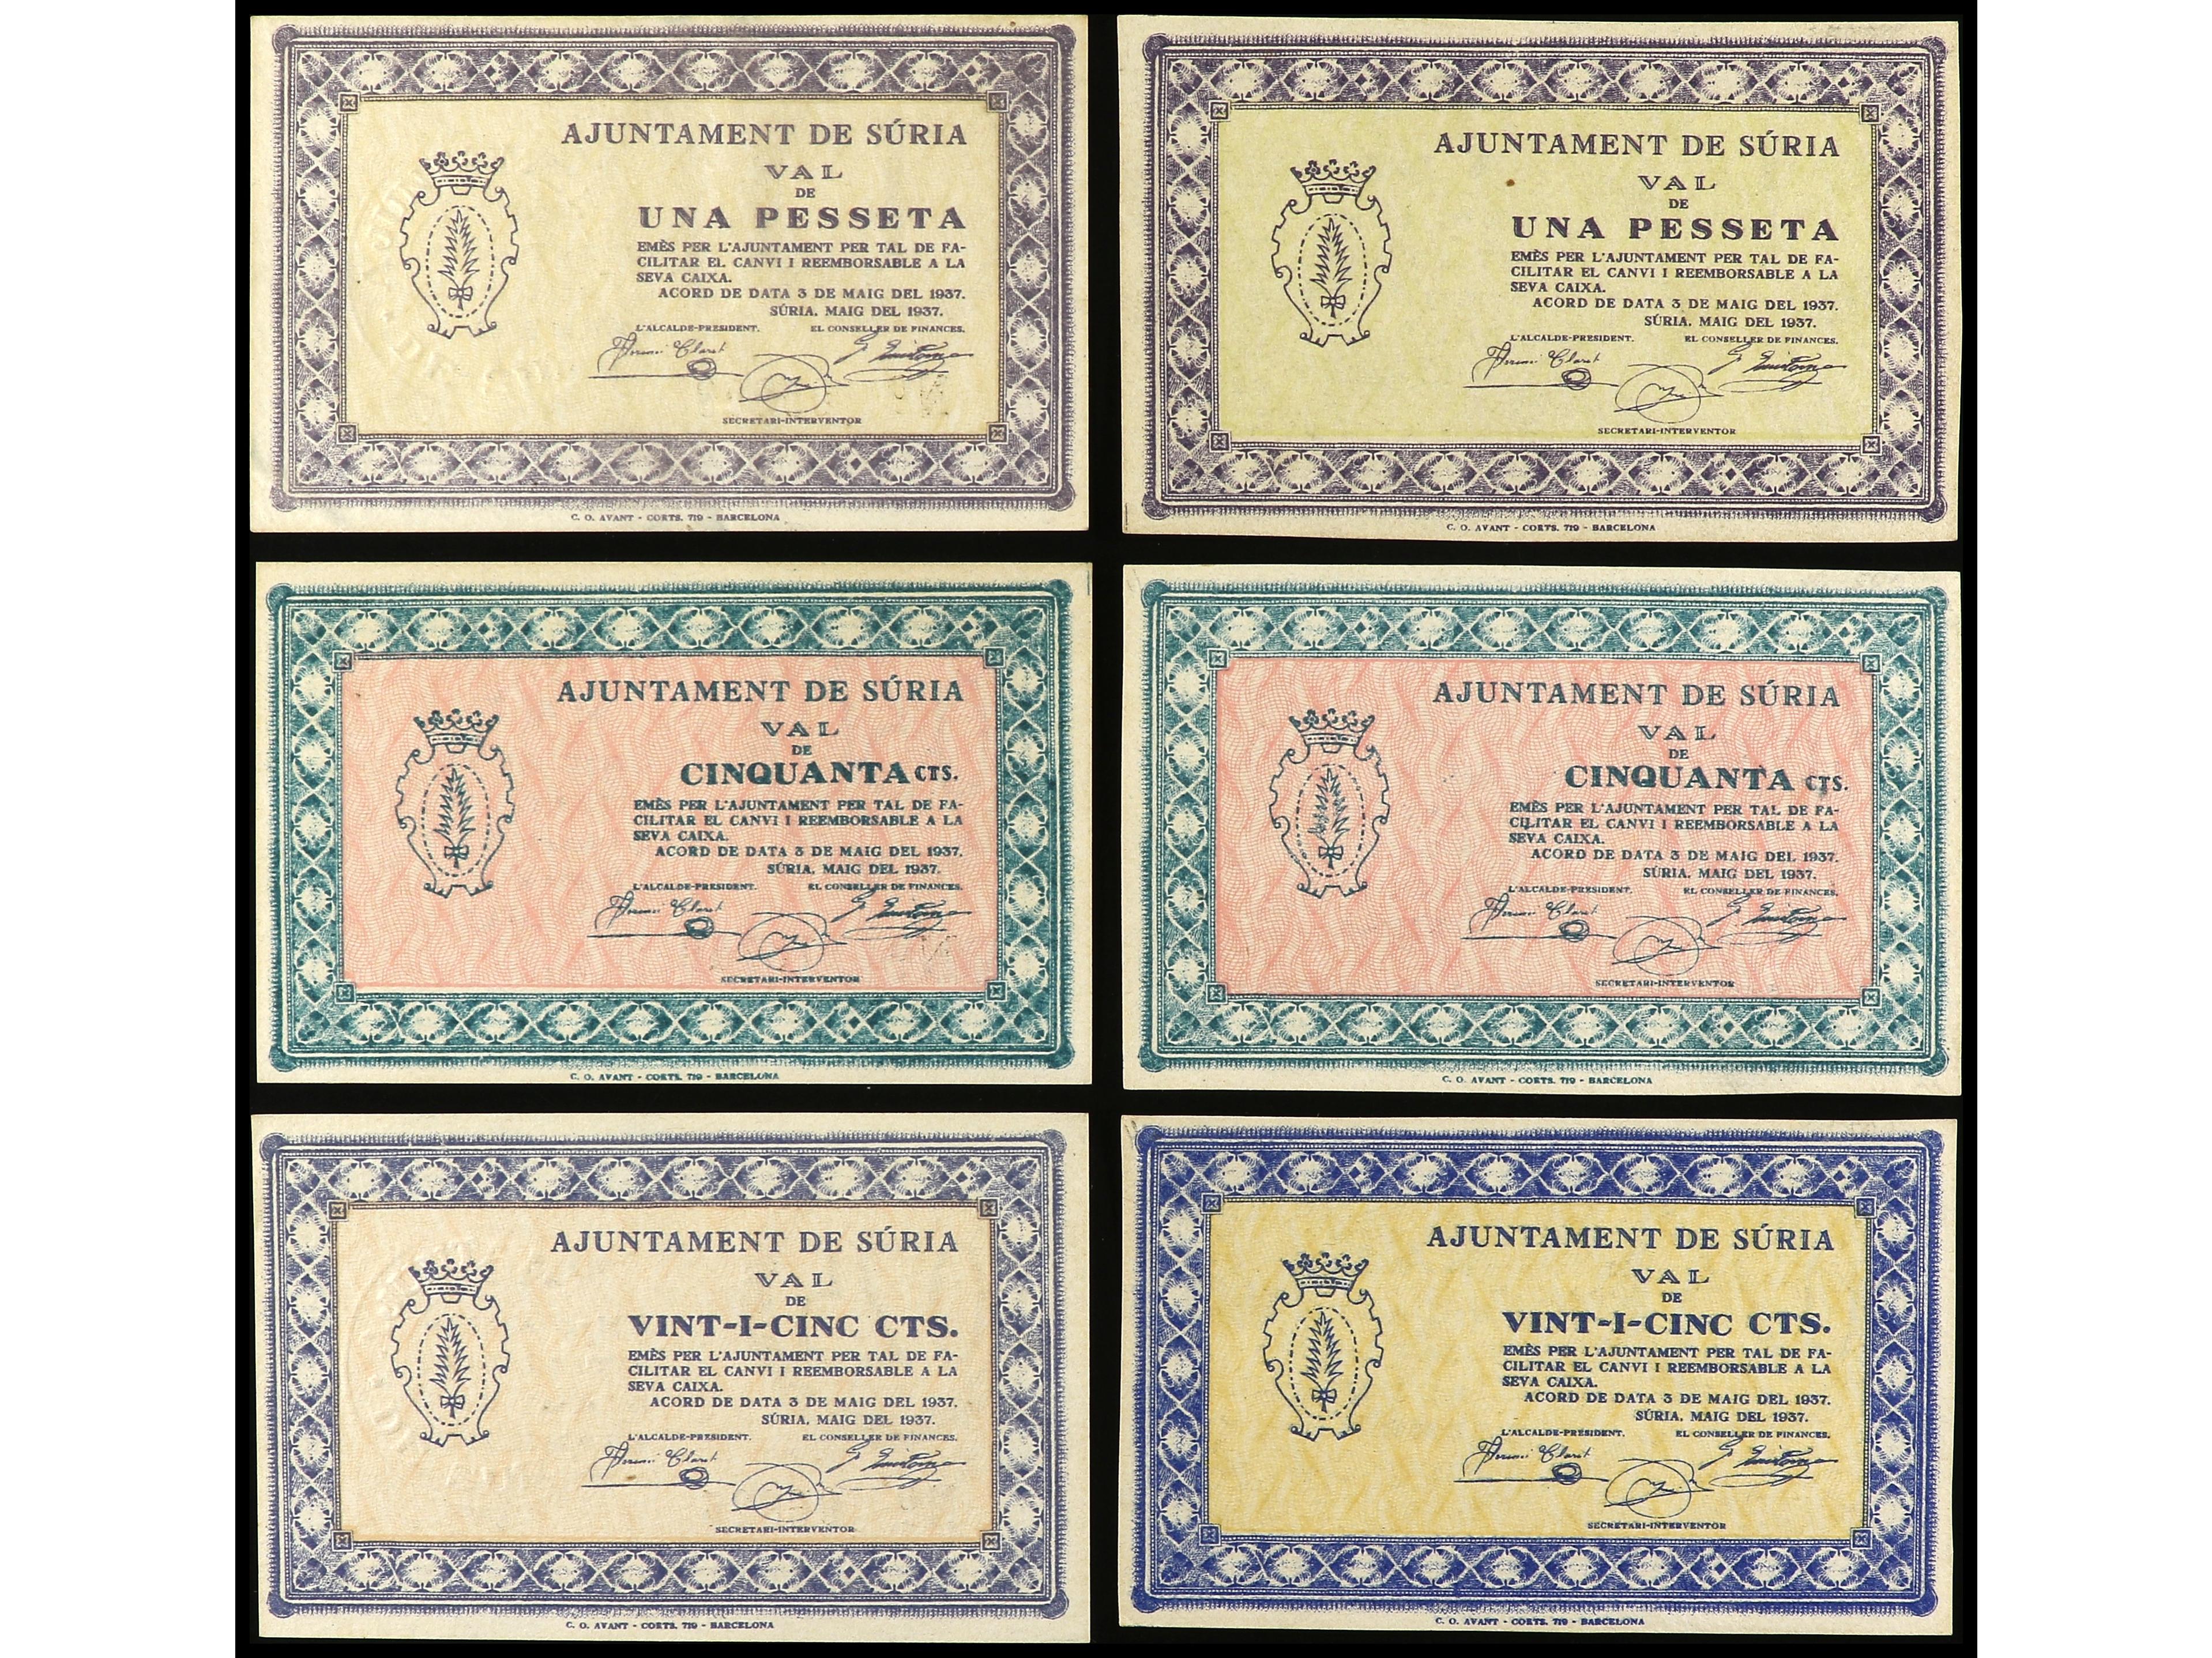 AJUNTAMENT DE SÚRIA
VAL
DE
UNA PESSETA
EMÈS PER L'AJUNTAMENT PER TAL DE FA-
CILITAR EL CANVI I REEMBORSABLE A LA
SEVA CAIXA.
ACORD DE DATA 3 DE MAIG DEL 1937.
SÚRIA. MAIG DEL 1937.
L'ALCALDE-PRESIDENT. EL CONSELLER DE FINANCES.
SECRETARI-INTERVENTOR
C. O. AVANT - CORTS. 719 - BARCELONA
AJUNTAMENT DE SÚRIA
VAL
DE
UNA PESSETA
EMÈS PER L'AJUNTAMENT PER TAL DE FA-
CILITAR EL CANVI I REEMBORSABLE A LA
SEVA CAIXA.
ACORD DE DATA 3 DE MAIG DEL 1937.
SÚRIA. MAIG DEL 1937.
L'ALCALDE-PRESIDENT. EL CONSELLER DE FINANCES.
SECRETARI-INTERVENTOR
C. O. AVANT - CORTS. 719 - BARCELONA
AJUNTAMENT DE SÚRIA
VAL
DE
CINQUANTA CTS.
EMÈS PER L'AJUNTAMENT PER TAL DE FA-
CILITAR EL CANVI I REEMBORSABLE A LA
SEVA CAIXA.
ACORD DE DATA 3 DE MAIG DEL 1937.
SÚRIA. MAIG DEL 1937.
L'ALCALDE-PRESIDENT. EL CONSELLER DE FINANCES.
SECRETARI-INTERVENTOR
C. O. AVANT - CORTS. 719 - BARCELONA
AJUNTAMENT DE SÚRIA
VAL
DE
CINQUANTA CTS.
EMÈS PER L'AJUNTAMENT PER TAL DE FA-
CILITAR EL CANVI I REEMBORSABLE A LA
SEVA CAIXA.
ACORD DE DATA 3 DE MAIG DEL 1937.
SÚRIA. MAIG DEL 1937.
L'ALCALDE-PRESIDENT. EL CONSELLER DE FINANCES.
SECRETARI-INTERVENTOR
C. O. AVANT - CORTS. 719 - BARCELONA
AJUNTAMENT DE SÚRIA
VAL
DE
VINT-I-CINC CTS.
EMÈS PER L'AJUNTAMENT PER TAL DE FA-
CILITAR EL CANVI I REEMBORSABLE A LA
SEVA CAIXA.
ACORD DE DATA 3 DE MAIG DEL 1937.
SÚRIA. MAIG DEL 1937.
L'ALCALDE-PRESIDENT. EL CONSELLER DE FINANCES.
SECRETARI-INTERVENTOR
C. O. AVANT - CORTS. 719 - BARCELONA
AJUNTAMENT DE SÚRIA
VAL
DE
VINT-I-CINC CTS.
EMÈS PER L'AJUNTAMENT PER TAL DE FA-
CILITAR EL CANVI I REEMBORSABLE A LA
SEVA CAIXA.
ACORD DE DATA 3 DE MAIG DEL 1937.
SÚRIA. MAIG DEL 1937.
L'ALCALDE-PRESIDENT. EL CONSELLER DE FINANCES.
SECRETARI-INTERVENTOR
C. O. AVANT - CORTS. 719 - BARCELONA